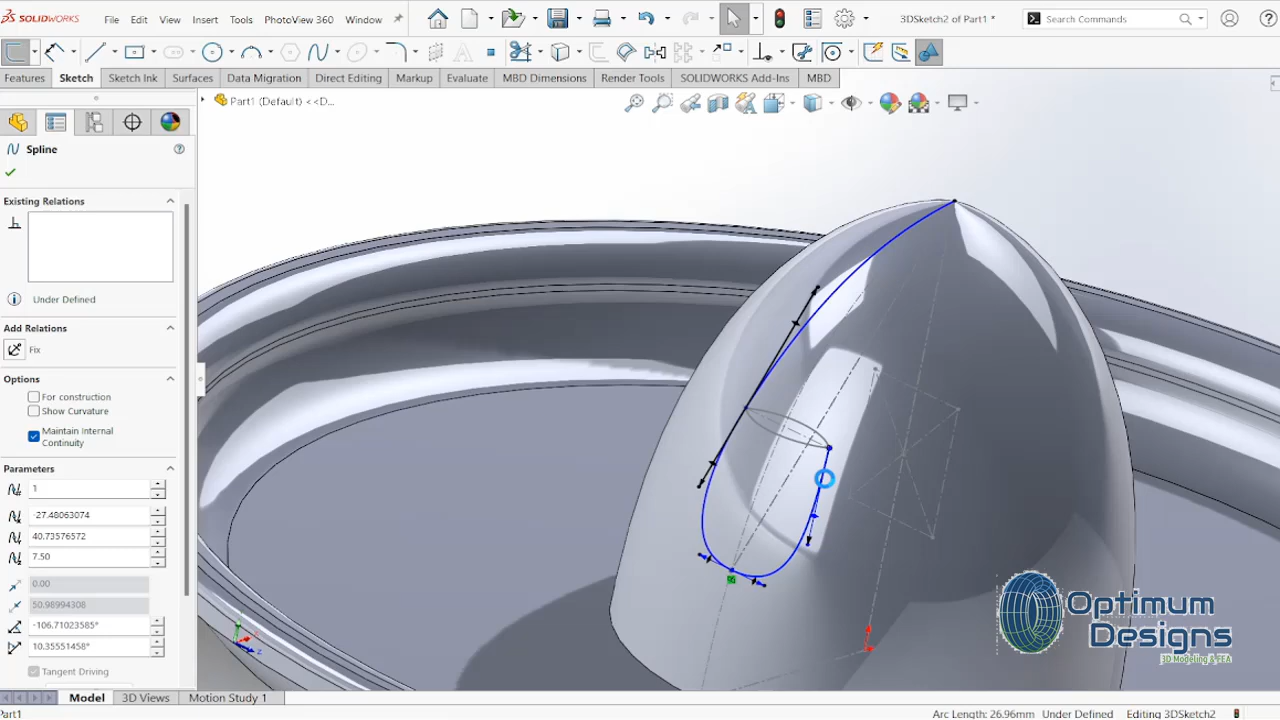 SOLIDWORKS
File
Edit
View
Insert
Tools
PhotoView 360
Window
3DSketch2 of Part1 *
Search Commands
Features
Sketch
Sketch Ink
Surfaces
Data Migration
Direct Editing
Markup
Evaluate
MBD Dimensions
Render Tools
SOLIDWORKS Add-Ins
MBD
Part1 (Default) <<D...
Spline
Existing Relations
Under Defined
Add Relations
Fix
Options
For construction
Show Curvature
Maintain Internal
Continuity
Parameters
1
-27.48063074
40.73576572
7.50
0.00
50.98994308
-106.71023585°
10.35551458°
Tangent Driving
Optimum
Designs
3D Modelling & FEA
Model
3D Views
Motion Study 1
Part1
Arc Length: 26.96mm
Under Defined
Editing 3DSketch2